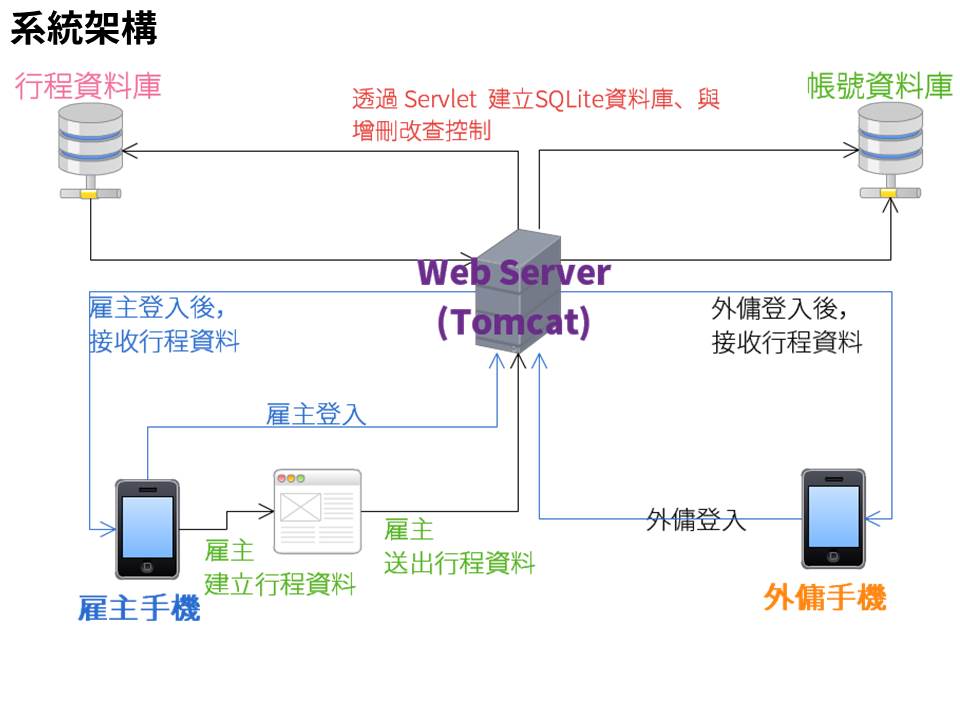 系統架構
行程資料庫
帳號資料庫
透過 Servlet 建立SQLite資料庫、與
增刪改查控制
Web Server
(Tomcat)
雇主登入後，
接收行程資料
外傭登入後，
接收行程資料
雇主登入
外傭登入
雇主
建立行程資料
雇主
送出行程資料
雇主手機
外傭手機